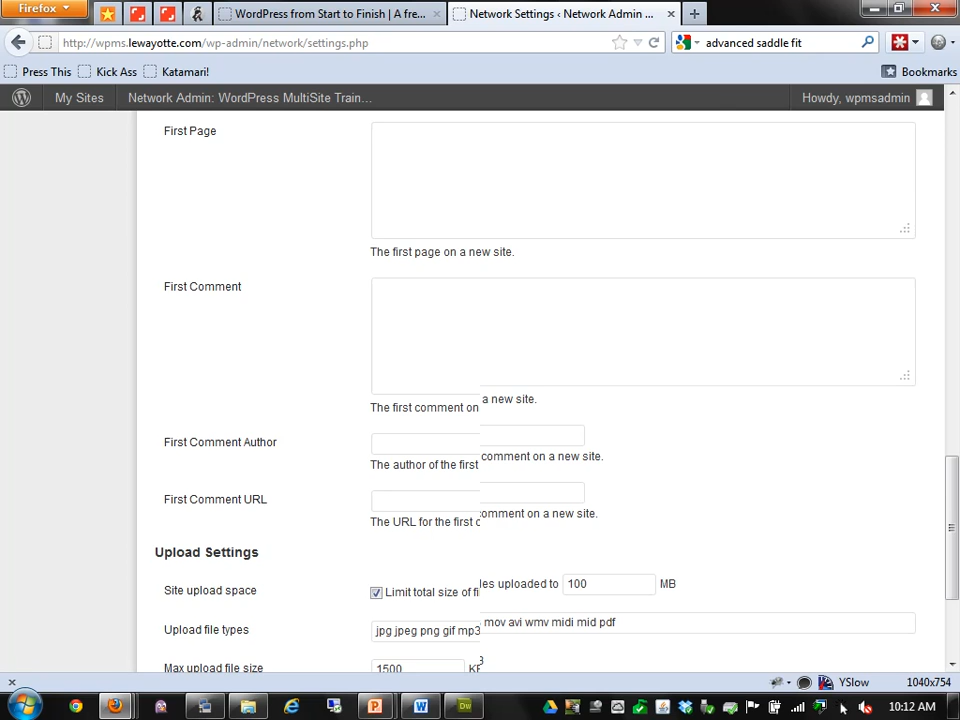 Firefox
WordPress from Start to Finish | A fre...
Network Settings ‹ Network Admin ...
http://wpms.lewayotte.com/wp-admin/network/settings.php
advanced saddle fit
Press This
Kick Ass
Katamari!
Bookmarks
My Sites
Network Admin: WordPress MultiSite Train...
Howdy, wpmsadmin
First Page
The first page on a new site.
First Comment
The first comment on a new site.
First Comment Author
The author of the first comment on a new site.
First Comment URL
The URL for the first comment on a new site.
Upload Settings
Site upload space
Limit total size of files uploaded to 100 MB
Upload file types
jpg jpeg png gif mp3 mov avi wmv midi mid pdf
Max upload file size
1500
YSlow
1040x754
10:12 AM